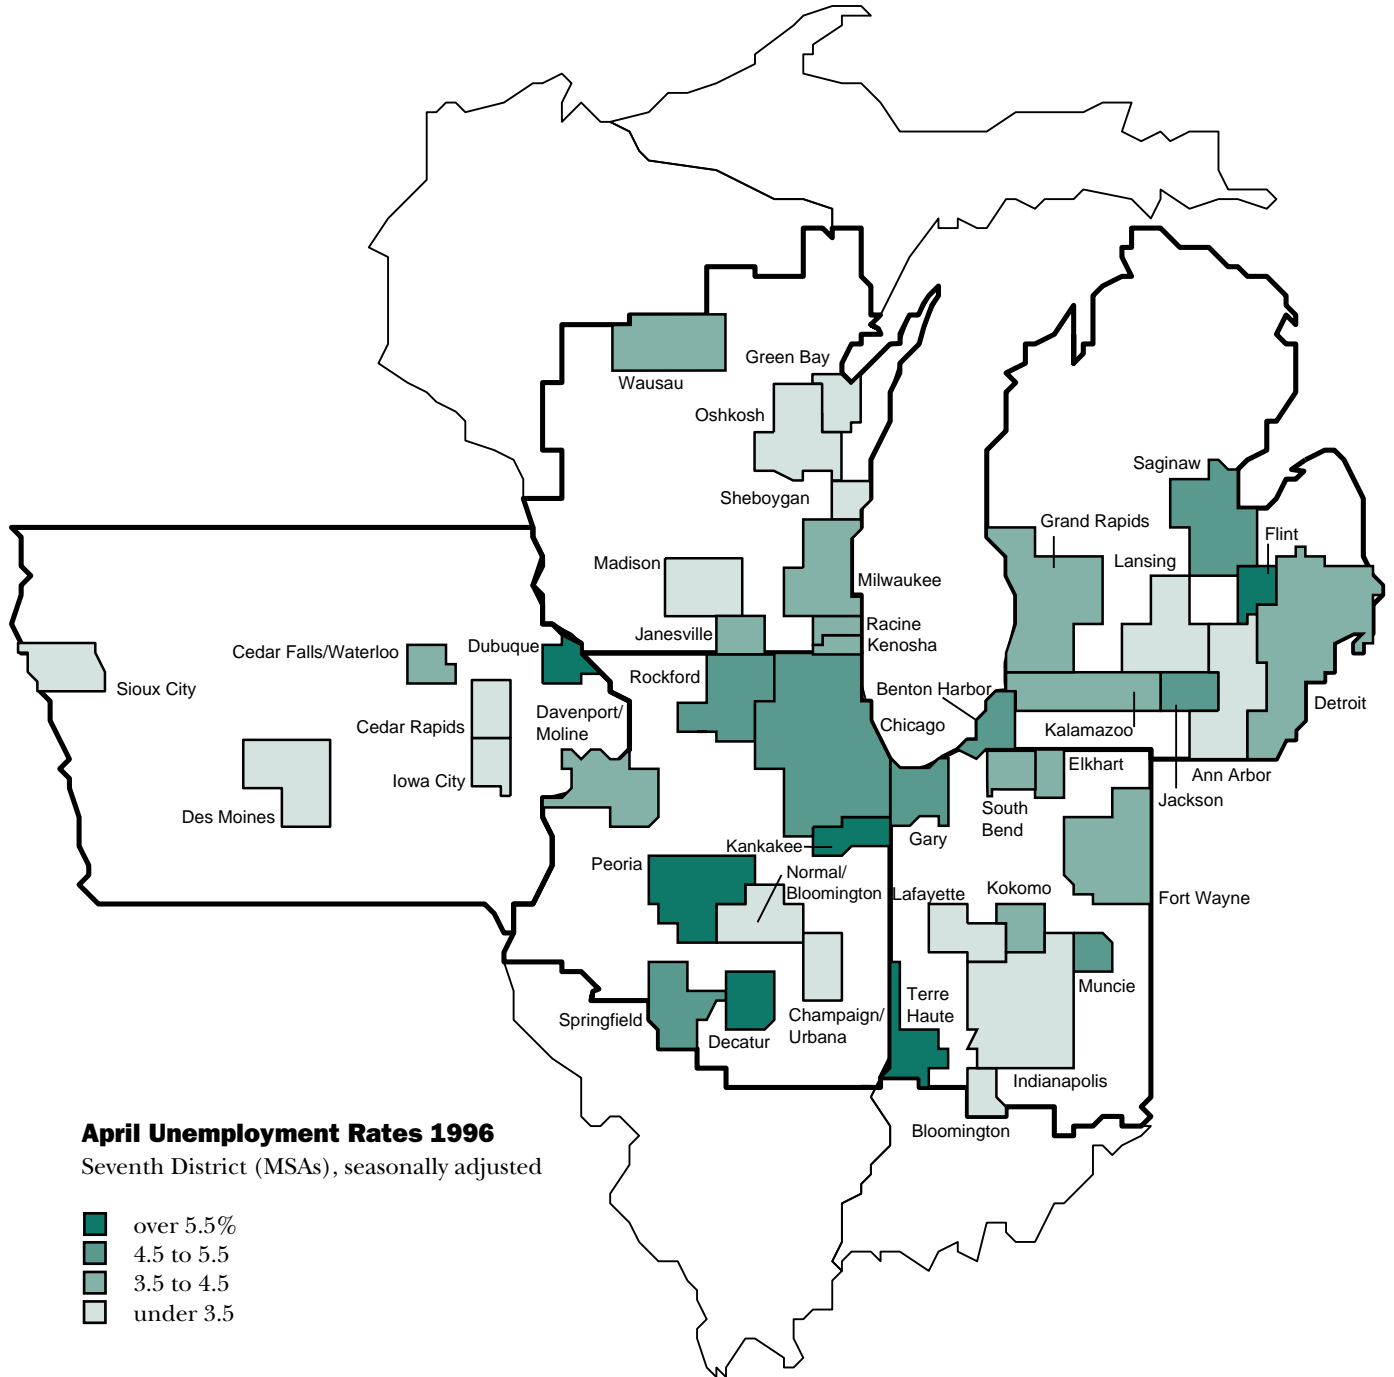 Green Bay
Wausau
Oshkosh
Saginaw
Sheboygan
Grand Rapids
Flint
Lansing
Madison
Milwaukee
Racine
Janesville
Kenosha
Dubuque
Cedar Falls/Waterloo
Rockford
Sioux City
Benton Harbor
Davenport/
Moline
Cedar Rapids
Chicago
Kalamazoo
Detroit
Iowa City
Elkhart
Ann Arbor
Jackson
Des Moines
South
Bend
Gary
Kankakee
Peoria
Normal/
Bloomington
Lafayette
Kokomo
Fort Wayne
Muncie
Terre
Haute
Springfield
Champaign/
Urbana
Decatur
Indianapolis
Bloomington
April Unemployment Rates 1996
Seventh District (MSAs), seasonally adjusted
over 5.5%
4.5 to 5.5
3.5 to 4.5
under 3.5